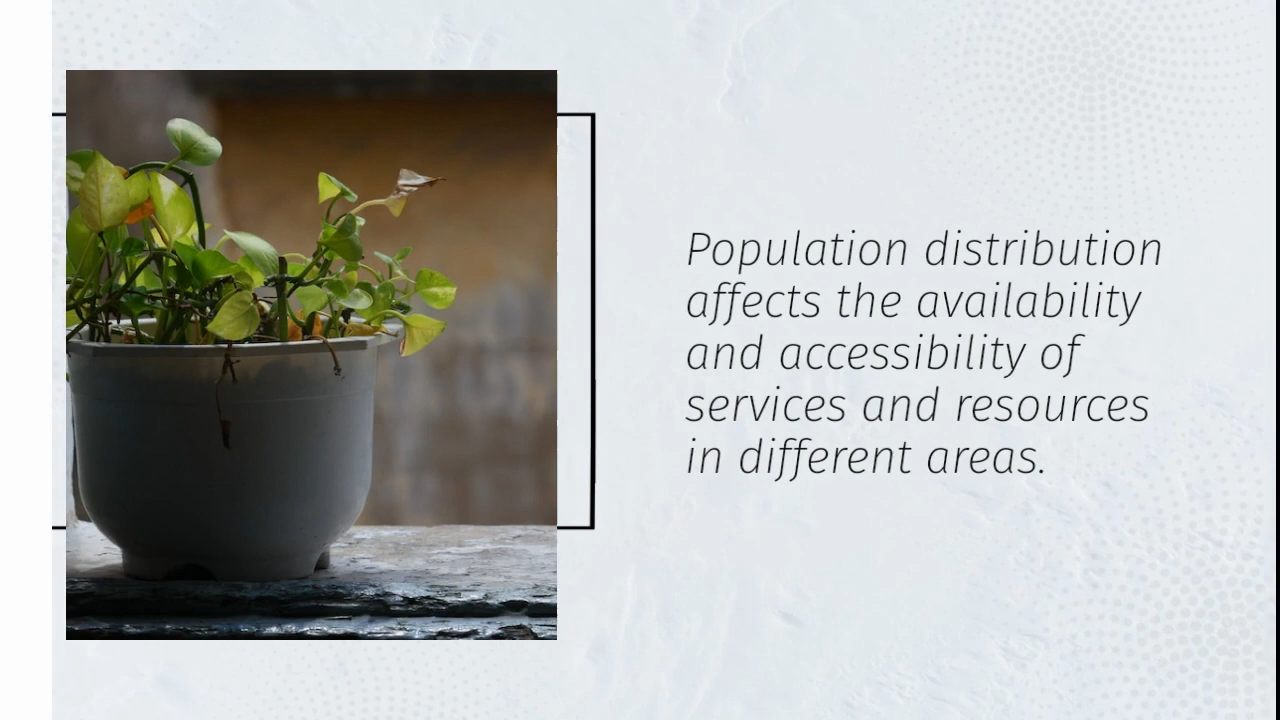 Population distribution
affects the availability
and accessibility of
services and resources
in different areas.